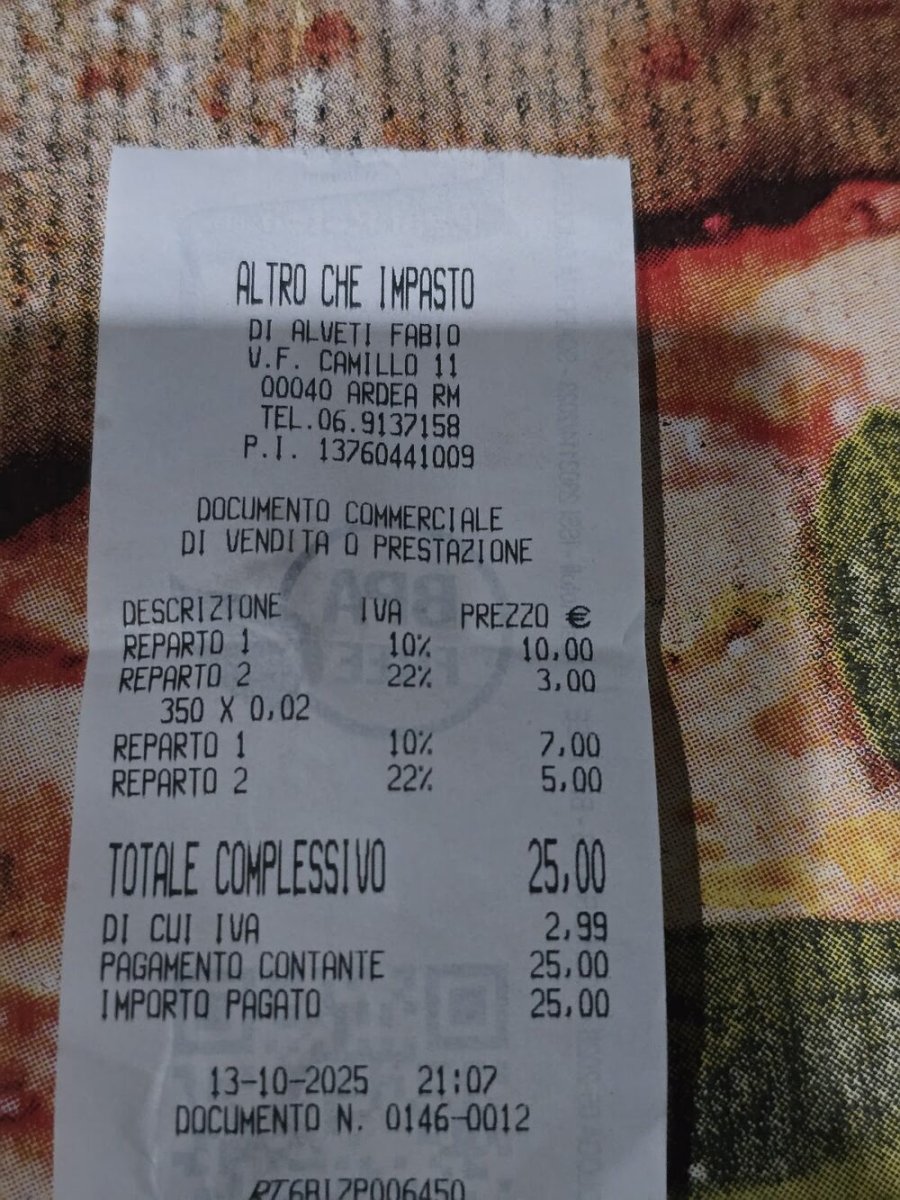 ALTRO CHE IMPASTO
DI ALVETI FABIO
V.F. CAMILLO 11
00040 ARDEA RM
TEL.06.9137158
P.I. 13760441009
DOCUMENTO COMMERCIALE
DI VENDITA O PRESTAZIONE
DESCRIZIONE IVA PREZZO €
REPARTO 1 10% 10,00
REPARTO 2 22% 3,00
350 X 0,02
REPARTO 1 10% 7,00
REPARTO 2 22% 5,00
TOTALE COMPLESSIVO 25,00
DI CUI IVA 2,99
PAGAMENTO CONTANTE 25,00
IMPORTO PAGATO 25,00
13-10-2025 21:07
DOCUMENTO N. 0146-0012